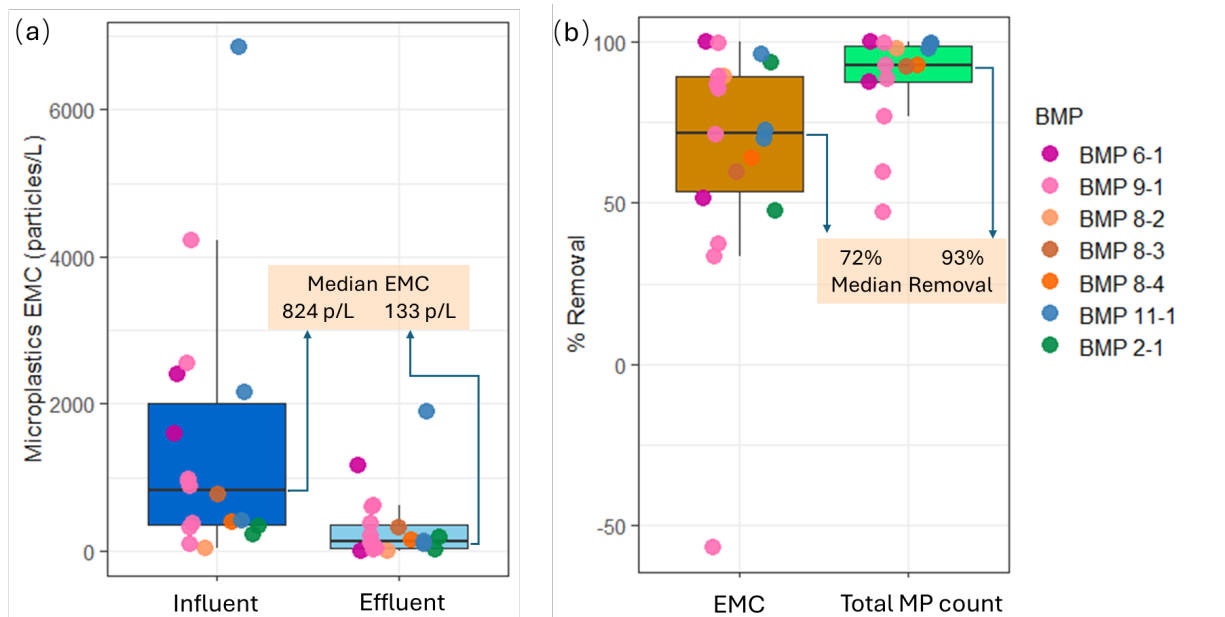 (a)
Microplastics EMC (particles/L)
6000
4000
2000
0
Median EMC
824 p/L 133 p/L
Influent Effluent
(b)
% Removal
100
50
0
-50
72% 93%
Median Removal
EMC Total MP count
BMP
BMP 6-1
BMP 9-1
BMP 8-2
BMP 8-3
BMP 8-4
BMP 11-1
BMP 2-1